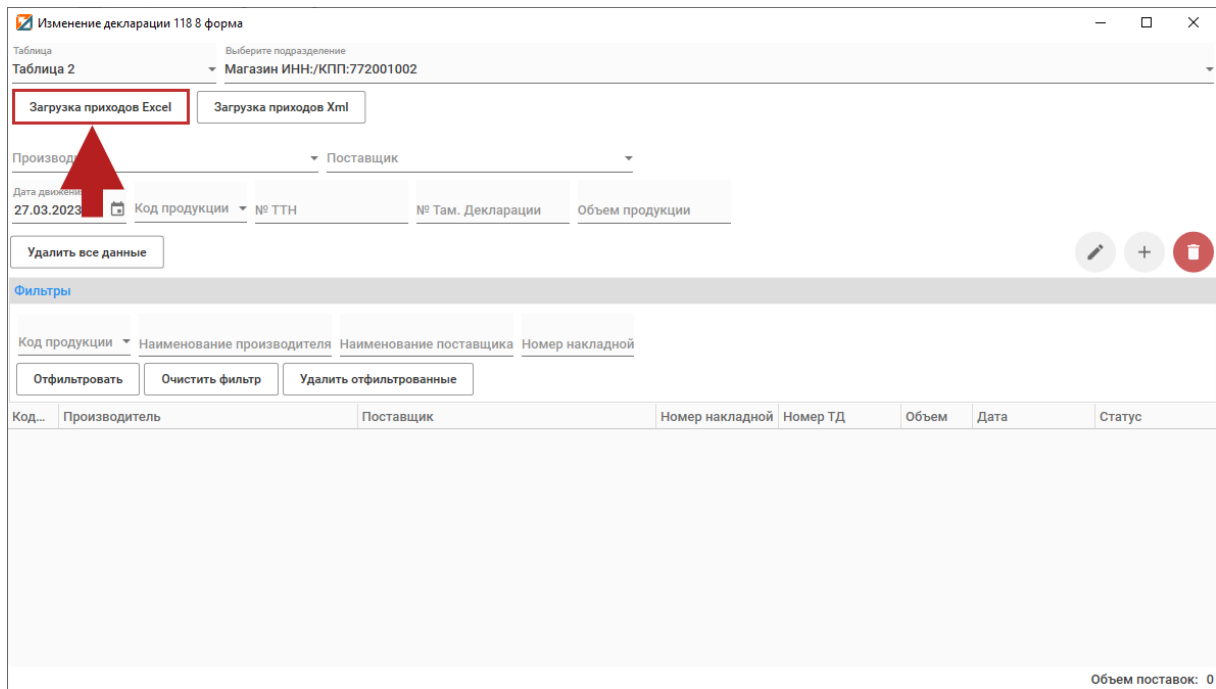 Изменение декларации 118 8 форма
Таблица Выберите подразделение
Таблица 2 Магазин ИНН:/КПП:772001002
Загрузка приходов Excel Загрузка приходов Xml
Поставщик
27.03.2023 Код продукции № ТТН № Там. Декларации Объем продукции
Удалить все данные
Фильтры
Код продукции Наименование производителя Наименование поставщика Номер накладной
Отфильтровать Очистить фильтр Удалить отфильтрованные
Код... Производитель Поставщик Номер накладной Номер ТД Объем Дата Статус
Объем поставок: 0